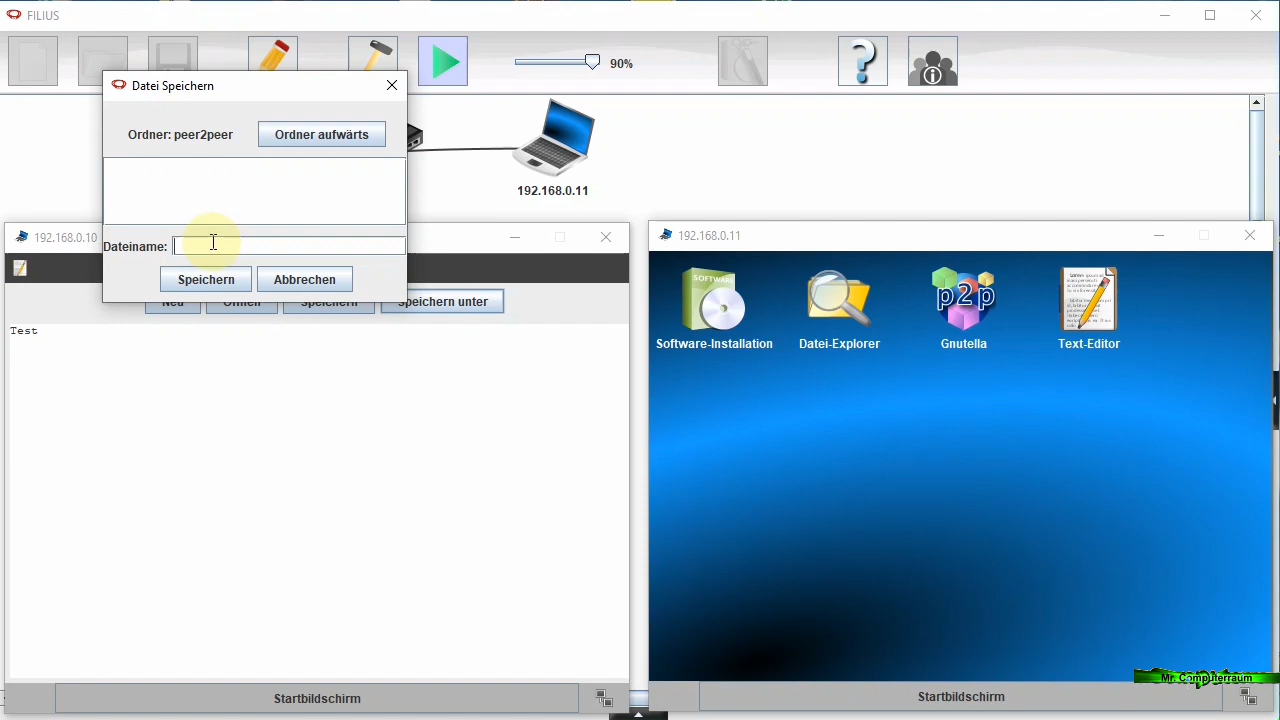 FILIUS
90%
Datei Speichern
Ordner: peer2peer
Ordner aufwärts
192.168.0.11
Dateiname:
Speichern
Abbrechen
192.168.0.10
Neu
Öffnen
Speichern
Speichern unter
Test
Startbildschirm
192.168.0.11
SOFTWARE
p2p
Lorem ipsum
Software-Installation
Datei-Explorer
Gnutella
Text-Editor
Mr. Computerraum
Startbildschirm